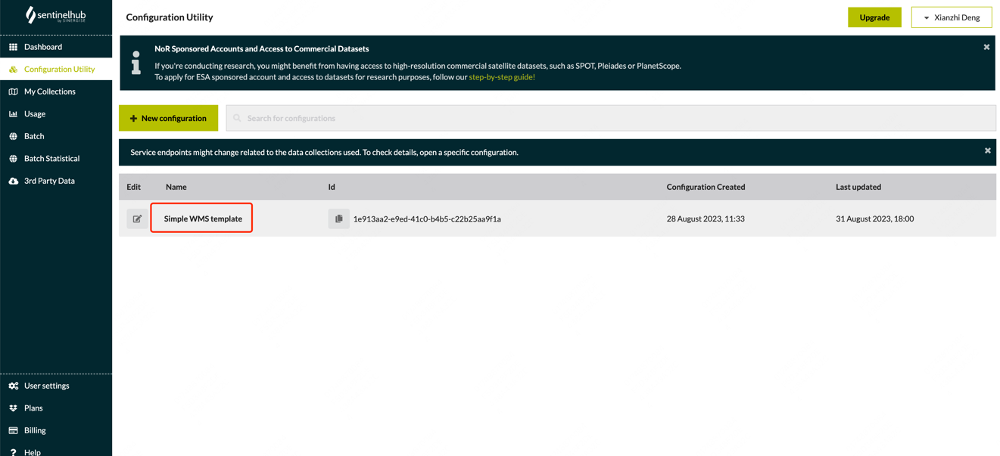 sentinelhub
by SINERGISE
Configuration Utility
Upgrade
Xianzhi Deng
Dashboard
Configuration Utility
My Collections
Usage
Batch
Batch Statistical
3rd Party Data
User settings
Plans
Billing
Help
NoR Sponsored Accounts and Access to Commercial Datasets
If you're conducting research, you might benefit from having access to high-resolution commercial satellite datasets, such as SPOT, Pleiades or PlanetScope.
To apply for ESA sponsored account and access to datasets for research purposes, follow our step-by-step guide!
New configuration
Search for configurations
Service endpoints might change related to the data collections used. To check details, open a specific configuration.
Edit Name Id Configuration Created Last updated
Simple WMS template 1e913aa2-e9ed-41c0-b4b5-c22b25aa9f1a 28 August 2023, 11:33 31 August 2023, 18:00